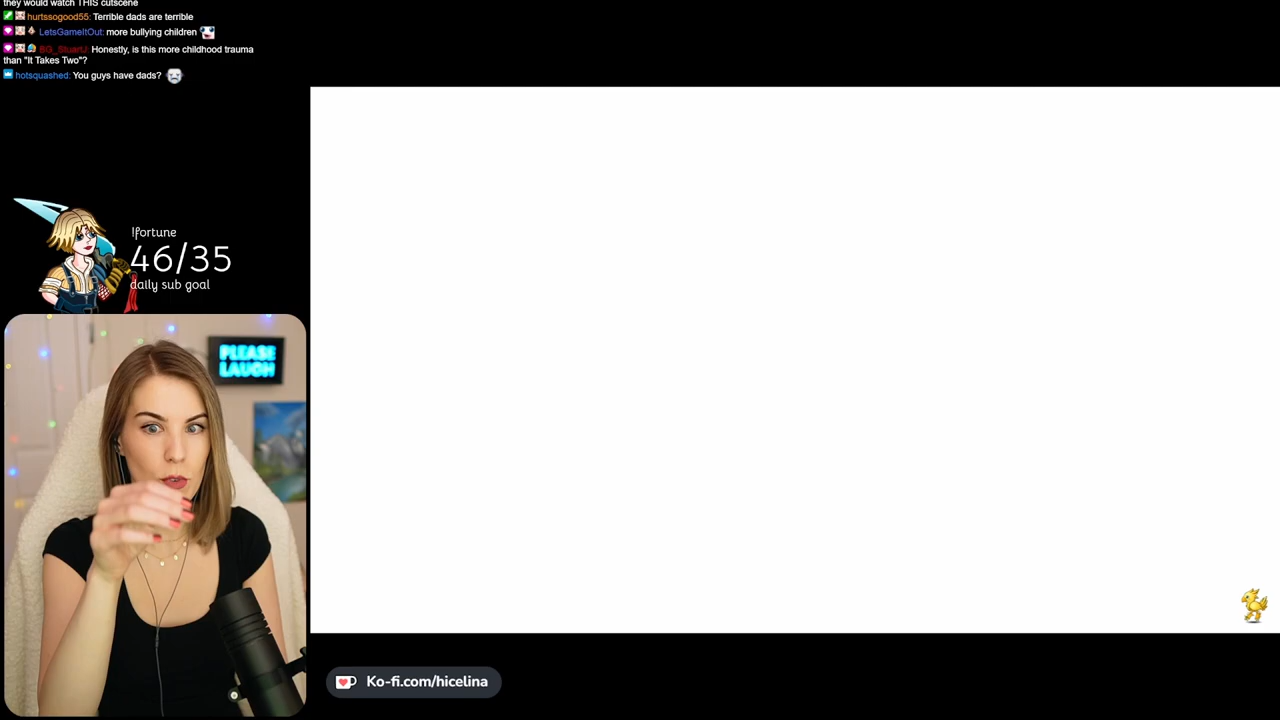 they would watch THIS cutscene
hurtssogood55: Terrible dads are terrible
LetsGameItOut: more bullying children
BG_StuartJ: Honestly, is this more childhood trauma
than "It Takes Two"?
hotsquashed: You guys have dads?
!fortune
46/35
daily sub goal
PLEASE
LAUGH
Ko-fi.com/hicelina